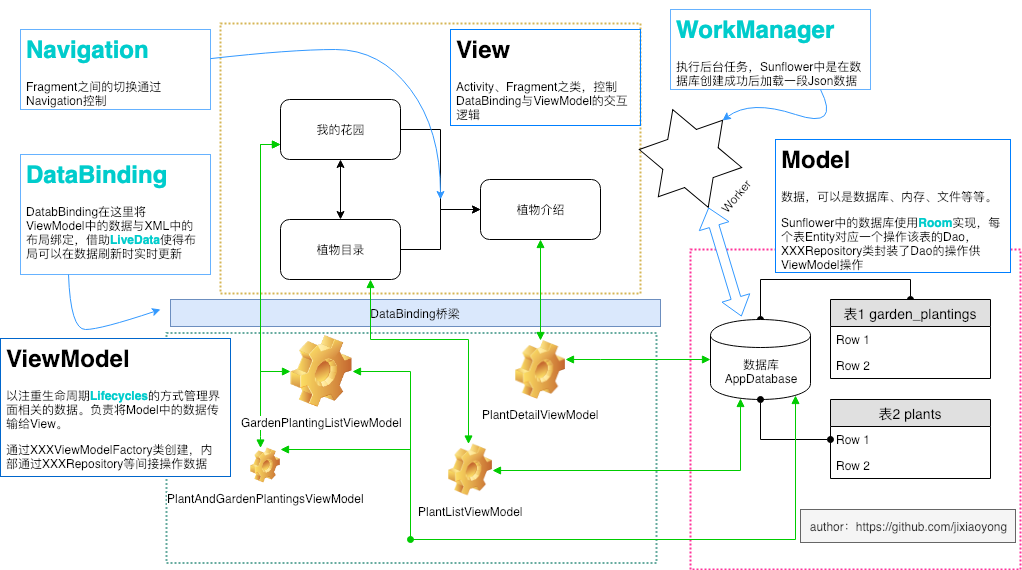 Navigation
Fragment之间的切换通过
Navigation控制
View
Activity、Fragment之类，控制
DataBinding与ViewModel的交互
逻辑
WorkManager
执行后台任务，Sunflower中是在数
据库创建成功后加载一段Json数据
我的花园
植物目录
植物介绍
Worker
DataBinding
DatabBinding在这里将
ViewModel中的数据与XML中的
布局绑定，借助LiveData使得布
局可以在数据刷新时实时更新
Model
数据，可以是数据库、内存、文件等等。
Sunflower中的数据库使用Room实现，每
个表Entity对应一个操作该表的Dao，
XXXRepository类封装了Dao的操作供
ViewModel操作
DataBinding桥梁
ViewModel
以注重生命周期Lifecycles的方式管理界
面相关的数据。负责将Model中的数据传
输给View。
通过XXXViewModelFactory类创建，内
部通过XXXRepository等间接操作数据
GardenPlantingListViewModel
PlantAndGardenPlantingsViewModel
PlantDetailViewModel
PlantListViewModel
数据库
AppDatabase
表1 garden_plantings
Row 1
Row 2
表2 plants
Row 1
Row 2
author：https://github.com/jixiaoyong